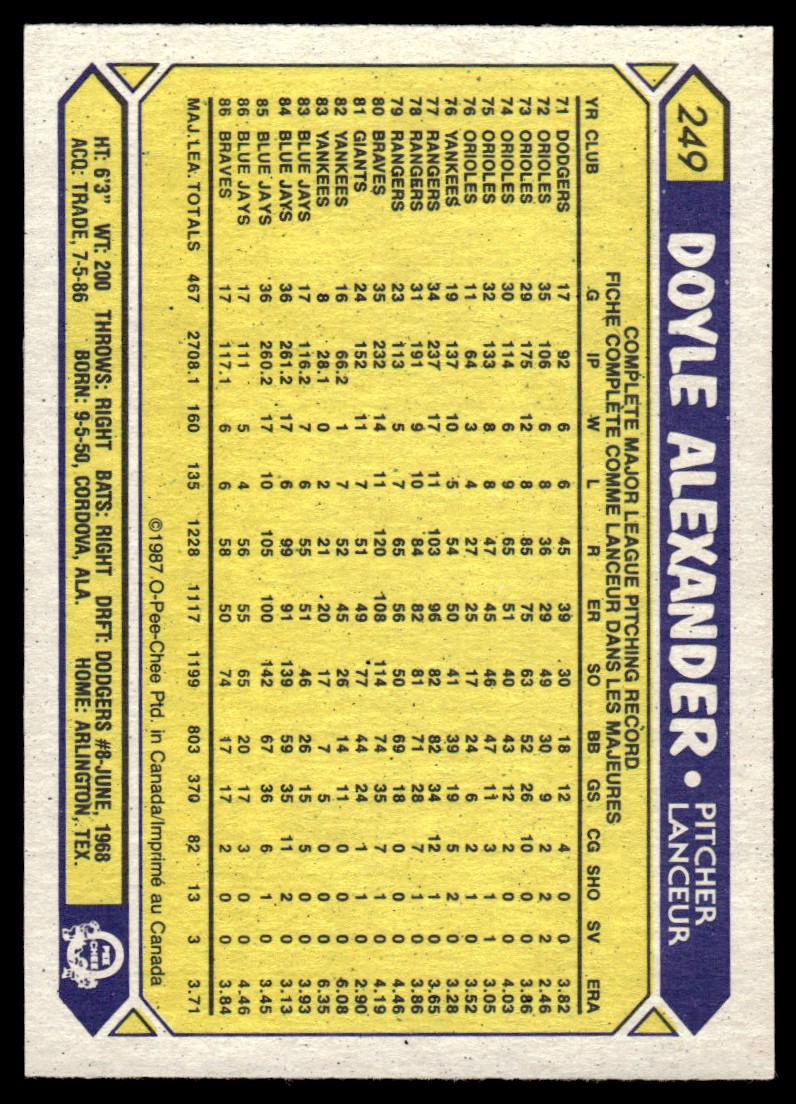 249 DOYLE ALEXANDER • PITCHER
LANCEUR
COMPLETE MAJOR LEAGUE PITCHING RECORD
FICHE COMPLÈTE COMME LANCEUR DANS LES MAJEURES
YR CLUB G IP W L R ER SO BB GS CG SHO SV ERA
71 DODGERS 17 92 6 6 45 39 30 18 12 4 0 0 3.82
72 ORIOLES 35 106 6 8 36 29 49 30 9 2 2 2 2.46
73 ORIOLES 29 175 12 8 85 75 63 52 26 10 0 0 3.86
74 ORIOLES 30 114 6 9 65 51 40 43 12 2 0 0 4.03
75 ORIOLES 32 133 8 8 47 45 46 47 11 3 1 1 3.05
76 ORIOLES 11 64 3 4 27 25 17 24 6 2 1 0 3.52
76 YANKEES 19 137 10 5 54 50 41 39 19 5 2 0 3.28
77 RANGERS 34 237 17 11 103 96 82 82 34 12 1 0 3.65
78 RANGERS 31 191 9 10 84 82 81 71 28 7 1 0 3.86
79 RANGERS 23 113 5 7 65 56 50 69 18 0 0 0 4.46
80 BRAVES 35 232 14 11 120 108 114 74 35 7 1 0 4.19
81 GIANTS 24 152 11 7 51 49 77 44 24 1 1 0 2.90
82 YANKEES 16 66.2 1 7 52 45 26 14 11 0 0 0 6.08
83 YANKEES 8 28.1 0 2 21 20 17 7 5 0 0 0 6.35
83 BLUE JAYS 17 116.2 7 6 55 51 46 26 15 5 0 0 3.93
84 BLUE JAYS 36 261.2 17 6 99 91 139 59 35 11 2 0 3.13
85 BLUE JAYS 36 260.2 17 10 105 100 142 67 36 6 1 0 3.45
86 BLUE JAYS 17 111 5 4 56 55 65 20 17 3 0 0 4.46
86 BRAVES 17 117.1 6 6 58 50 74 17 17 2 0 0 3.84
MAJ. LEA. TOTALS 467 2708.1 160 135 1228 1117 1199 803 370 82 13 3 3.71
©1987 O-Pee-Chee Ptd. in Canada/Imprimé au Canada
HT: 6'3" WT: 200 THROWS: RIGHT BATS: RIGHT DRFT: DODGERS #8-JUNE, 1968
ACQ: TRADE, 7-5-86 BORN: 9-5-50, CORDOVA, ALA. HOME: ARLINGTON, TEX.
O
PEE
CHEE